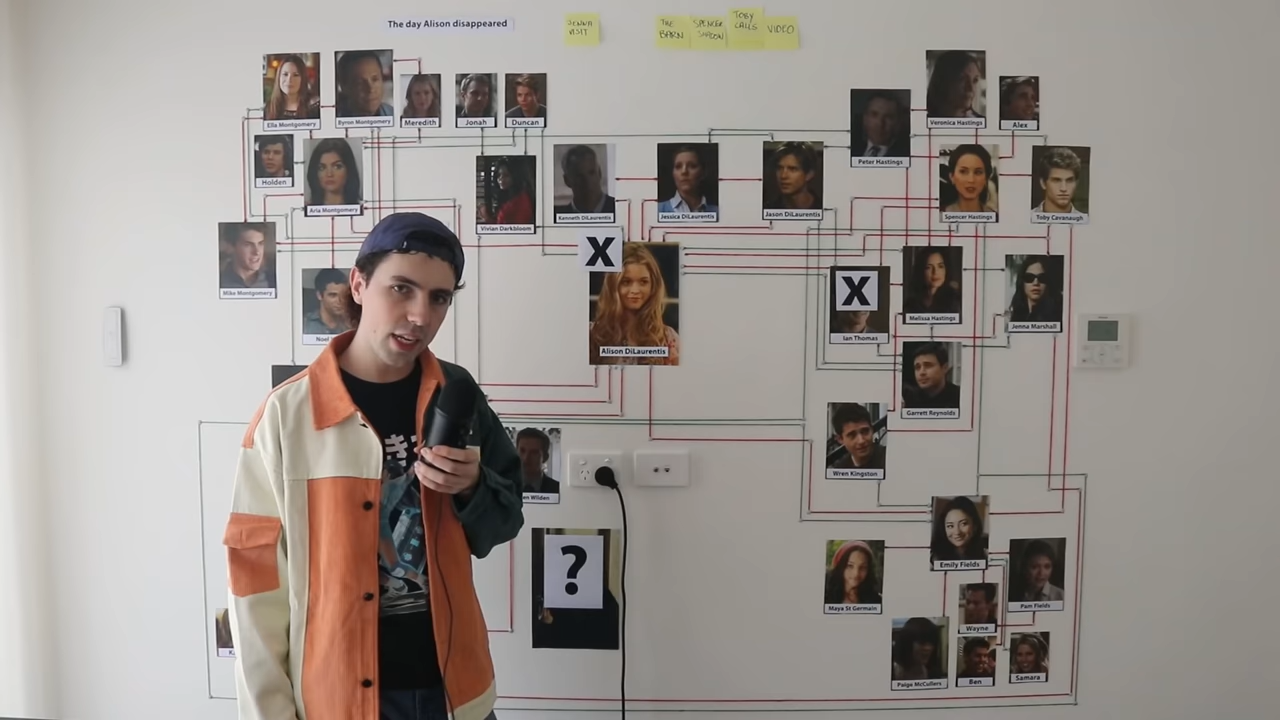 The day Alison disappeared
JENNA
VISIT
THE
BARN
SPENCER
TOBY
CALLS
VIDEO
Ella Montgomery
Byron Montgomery
Meredith
Jonah
Duncan
Veronica Hastings
Alex
Peter Hastings
Holden
Aria Montgomery
Vivian Darkbloom
Kenneth DiLaurentis
Jessica DiLaurentis
Jason DiLaurentis
Spencer Hastings
Toby Cavanaugh
X
X
Mike Montgomery
Noel
Alison DiLaurentis
Ian Thomas
Melissa Hastings
Jenna Marshall
Garrett Reynolds
Wren Kingston
Wilden
?
Emily Fields
Maya St Germain
Pam Fields
Wayne
Paige McCullers
Ben
Samara